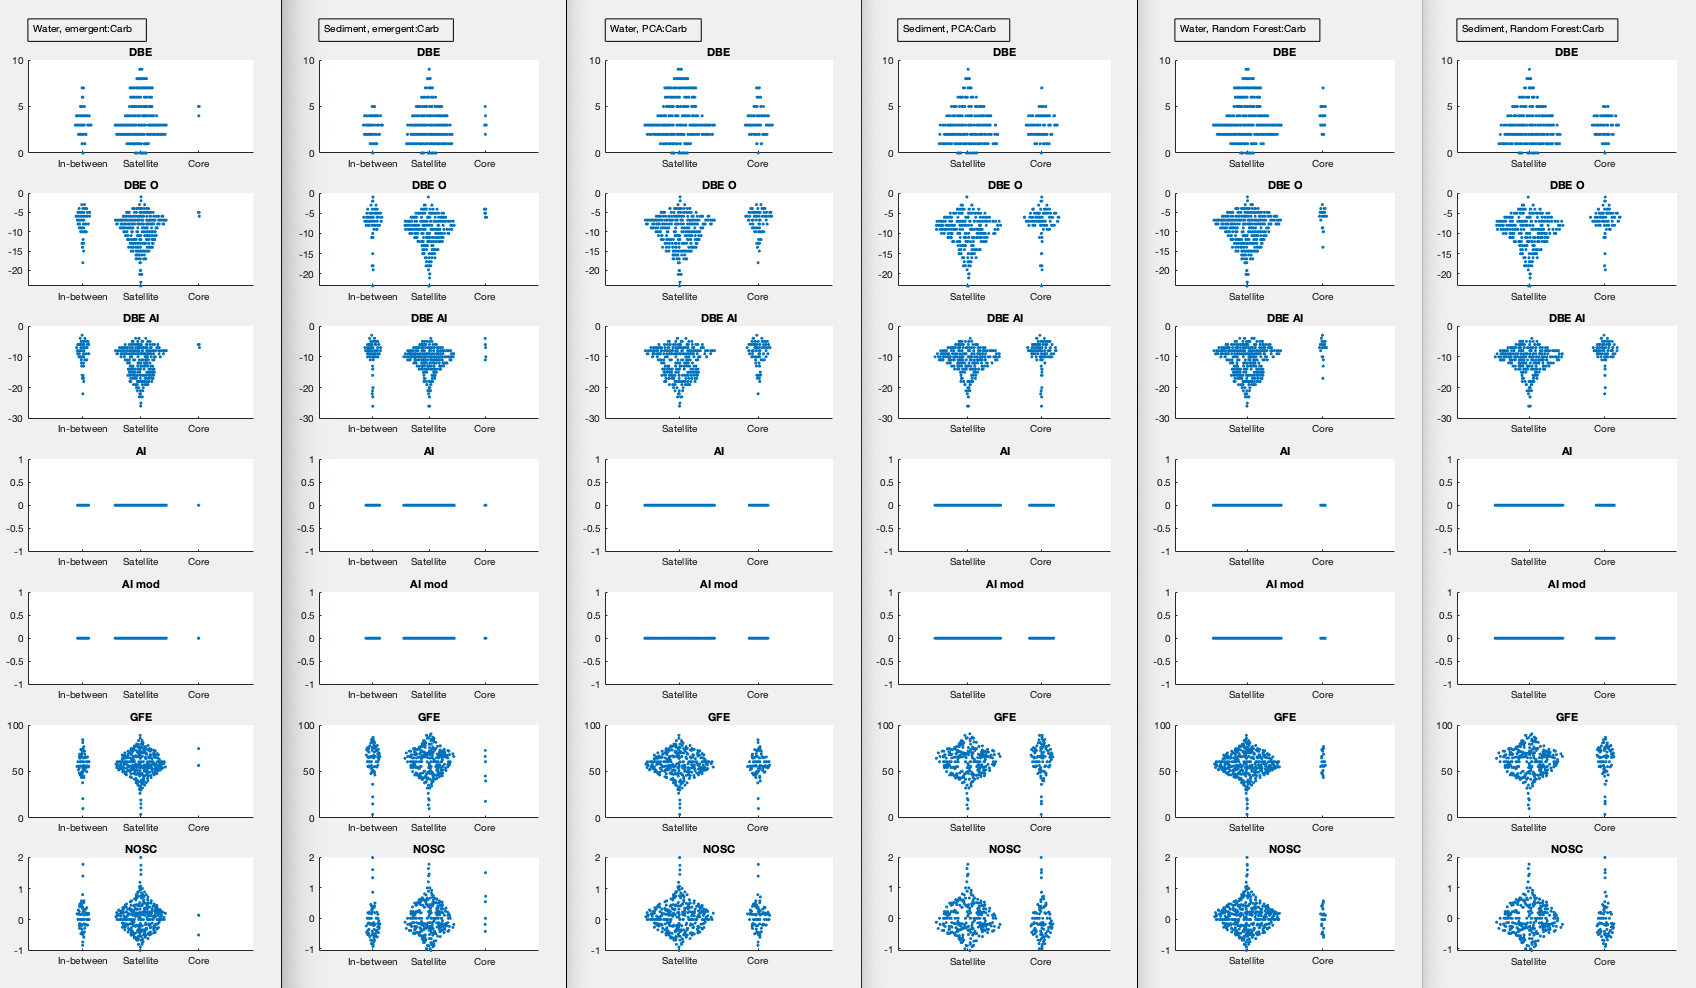 Water, emergent:Carb
DBE
10
5
0
In-between Satellite Core
DBE O
0
-5
-10
-15
-20
In-between Satellite Core
DBE AI
0
-10
-20
-30
In-between Satellite Core
AI
1
0.5
0
-0.5
-1
In-between Satellite Core
AI mod
1
0.5
0
-0.5
-1
In-between Satellite Core
GFE
100
50
0
In-between Satellite Core
NOSC
2
1
0
-1
In-between Satellite Core
Sediment, emergent:Carb
DBE
10
5
0
In-between Satellite Core
DBE O
0
-5
-10
-15
-20
In-between Satellite Core
DBE AI
0
-10
-20
-30
In-between Satellite Core
AI
1
0.5
0
-0.5
-1
In-between Satellite Core
AI mod
1
0.5
0
-0.5
-1
In-between Satellite Core
GFE
100
50
0
In-between Satellite Core
NOSC
2
1
0
-1
In-between Satellite Core
Water, PCA:Carb
DBE
10
5
0
Satellite Core
DBE O
0
-5
-10
-15
-20
Satellite Core
DBE AI
0
-10
-20
-30
Satellite Core
AI
1
0.5
0
-0.5
-1
Satellite Core
AI mod
1
0.5
0
-0.5
-1
Satellite Core
GFE
100
50
0
Satellite Core
NOSC
2
1
0
-1
Satellite Core
Sediment, PCA:Carb
DBE
10
5
0
Satellite Core
DBE O
0
-5
-10
-15
-20
Satellite Core
DBE AI
0
-10
-20
-30
Satellite Core
AI
1
0.5
0
-0.5
-1
Satellite Core
AI mod
1
0.5
0
-0.5
-1
Satellite Core
GFE
100
50
0
Satellite Core
NOSC
2
1
0
-1
Satellite Core
Water, Random Forest:Carb
DBE
10
5
0
Satellite Core
DBE O
0
-5
-10
-15
-20
Satellite Core
DBE AI
0
-10
-20
-30
Satellite Core
AI
1
0.5
0
-0.5
-1
Satellite Core
AI mod
1
0.5
0
-0.5
-1
Satellite Core
GFE
100
50
0
Satellite Core
NOSC
2
1
0
-1
Satellite Core
Sediment, Random Forest:Carb
DBE
10
5
0
Satellite Core
DBE O
0
-5
-10
-15
-20
Satellite Core
DBE AI
0
-10
-20
-30
Satellite Core
AI
1
0.5
0
-0.5
-1
Satellite Core
AI mod
1
0.5
0
-0.5
-1
Satellite Core
GFE
100
50
0
Satellite Core
NOSC
2
1
0
-1
Satellite Core